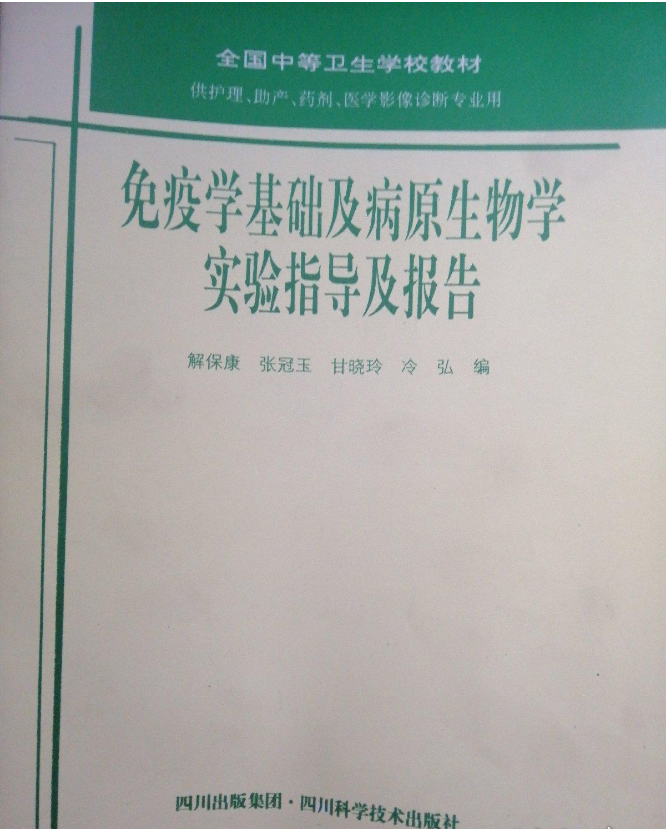 全国中等卫生学校教材
供护理、助产、药剂、医学影像诊断专业用
免疫学基础及病原生物学
实验指导及报告
解保康 张冠玉 甘晓玲 冷弘 编
四川出版集团·四川科学技术出版社